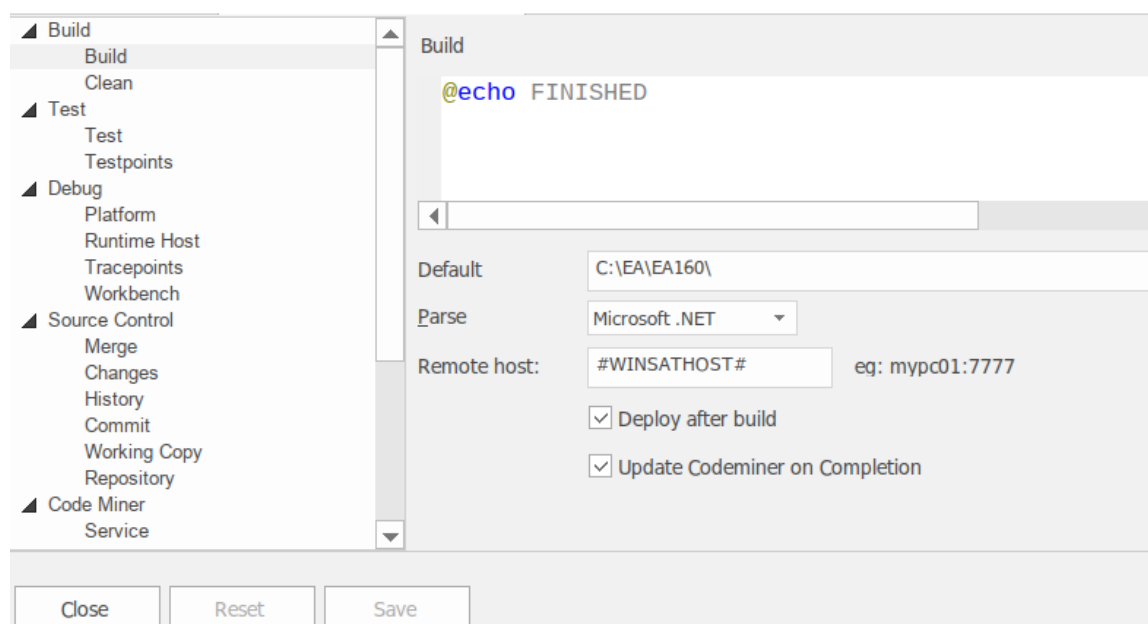 Build
Build
Clean
Test
Test
Testpoints
Debug
Platform
Runtime Host
Tracepoints
Workbench
Source Control
Merge
Changes
History
Commit
Working Copy
Repository
Code Miner
Service
Build
@echo FINISHED
Default C:\EA\EA160\
Parse Microsoft .NET
Remote host: #WINSATHOST# eg: mypc01:7777
Deploy after build
Update Codeminer on Completion
Close Reset Save